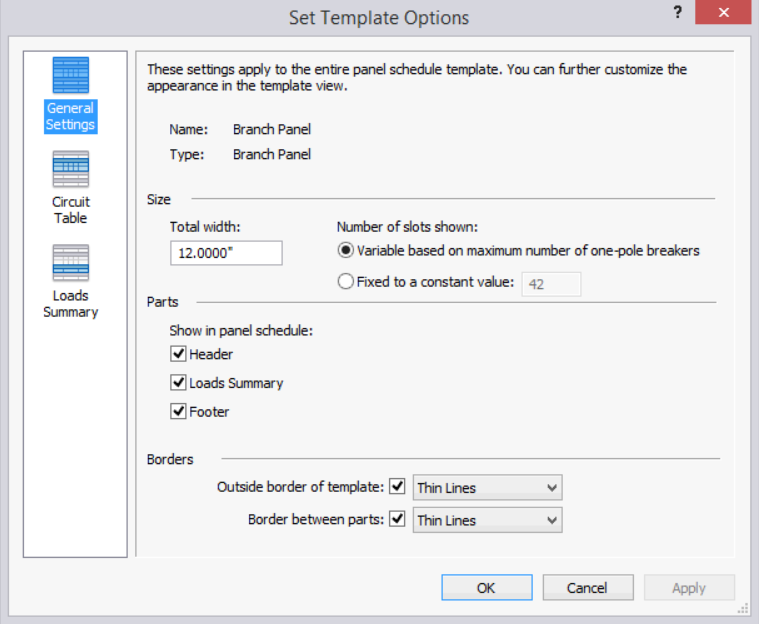 Set Template Options
?
General
Settings
Circuit
Table
Loads
Summary
These settings apply to the entire panel schedule template. You can further customize the
appearance in the template view.
Name: Branch Panel
Type: Branch Panel
Size
Total width:
12.0000"
Number of slots shown:
Variable based on maximum number of one-pole breakers
Fixed to a constant value: 42
Parts
Show in panel schedule:
Header
Loads Summary
Footer
Borders
Outside border of template: Thin Lines
Border between parts: Thin Lines
OK Cancel Apply